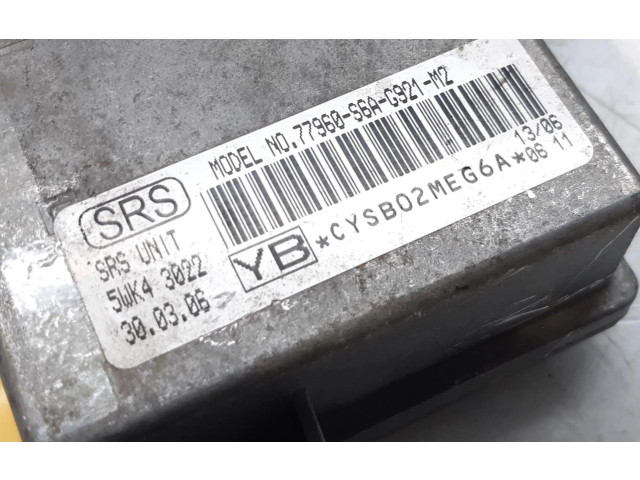 SRS
SRS UNIT
5WK4 3022
30.03.06
MODEL NO.77960-S6A-G921-M2
YB
*CYSB02MEG6A*
13/06
06 11